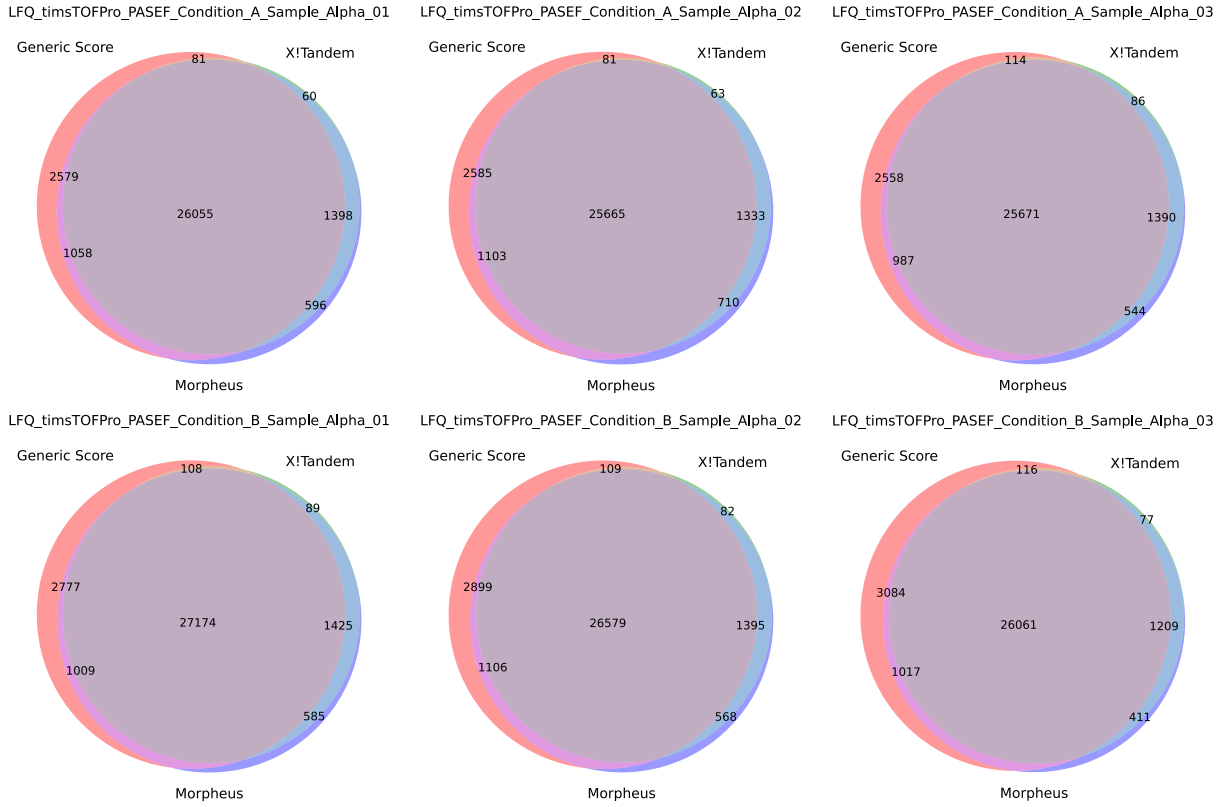 LFQ_timsTOFPro_PASEF_Condition_A_Sample_Alpha_01
Generic Score
X!Tandem
81
60
2579
26055
1398
1058
596
Morpheus
LFQ_timsTOFPro_PASEF_Condition_A_Sample_Alpha_02
Generic Score
X!Tandem
81
63
2585
25665
1333
1103
710
Morpheus
LFQ_timsTOFPro_PASEF_Condition_A_Sample_Alpha_03
Generic Score
X!Tandem
114
86
2558
25671
1390
987
544
Morpheus
LFQ_timsTOFPro_PASEF_Condition_B_Sample_Alpha_01
Generic Score
X!Tandem
108
89
2777
27174
1425
1009
585
Morpheus
LFQ_timsTOFPro_PASEF_Condition_B_Sample_Alpha_02
Generic Score
X!Tandem
109
82
2899
26579
1395
1106
568
Morpheus
LFQ_timsTOFPro_PASEF_Condition_B_Sample_Alpha_03
Generic Score
X!Tandem
116
77
3084
26061
1209
1017
411
Morpheus